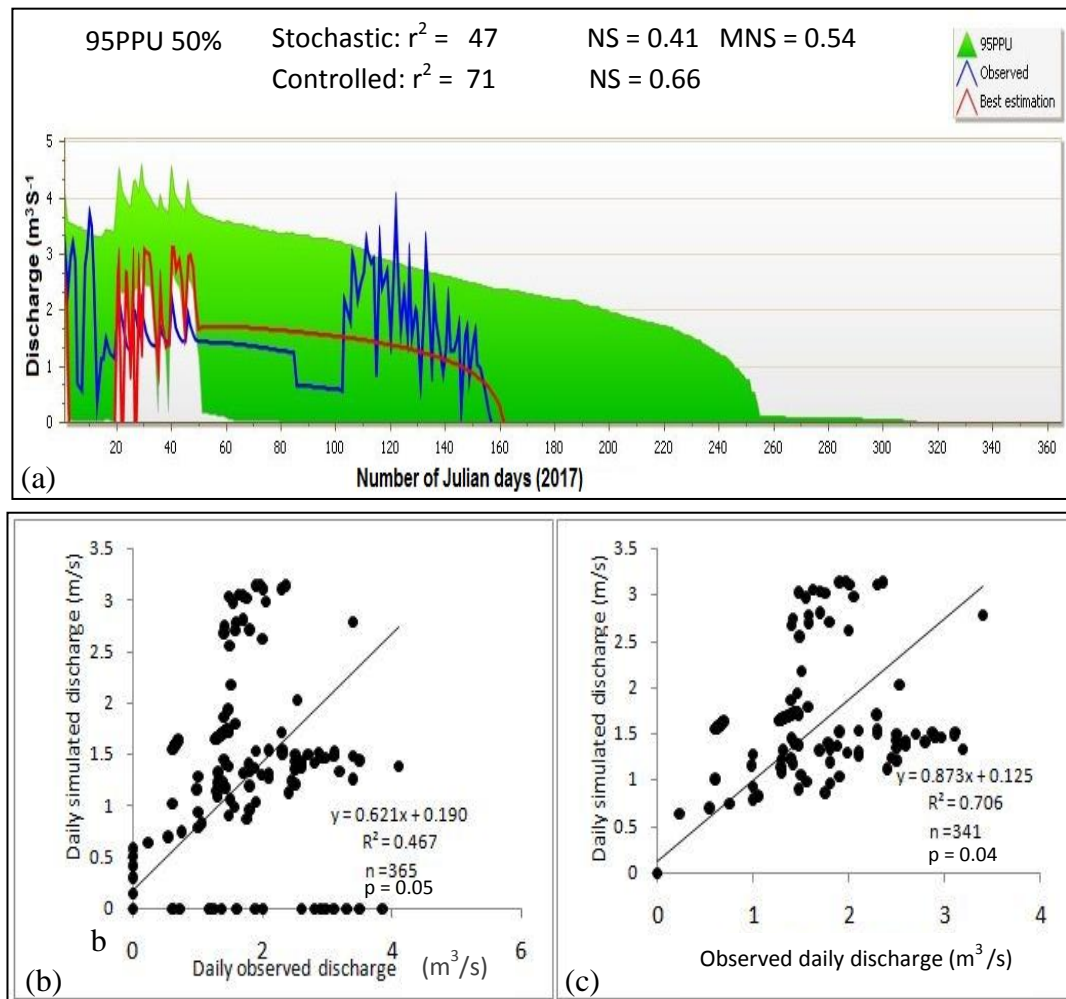 95PPU 50% Stochastic: r² = 47 NS = 0.41 MNS = 0.54
Controlled: r² = 71 NS = 0.66
95PPU
Observed
Best estimation
Discharge (m³S⁻¹)
5
4
3
2
1
0
20 40 60 80 100 120 140 160 180 200 220 240 260 280 300 320 340 360
Number of Julian days (2017)
(a)
Daily simulated discharge (m/s)
3.5
3
2.5
2
1.5
1
0.5
0
y = 0.621x + 0.190
R² = 0.467
n =365
p = 0.05
b
0 2 4 6
Daily observed discharge (m³/s)
(b)
Daily simulated discharge (m/s)
3.5
3
2.5
2
1.5
1
0.5
0
y = 0.873x + 0.125
R² = 0.706
n =341
p = 0.04
0 1 2 3 4
Observed daily discharge (m³/s)
(c)